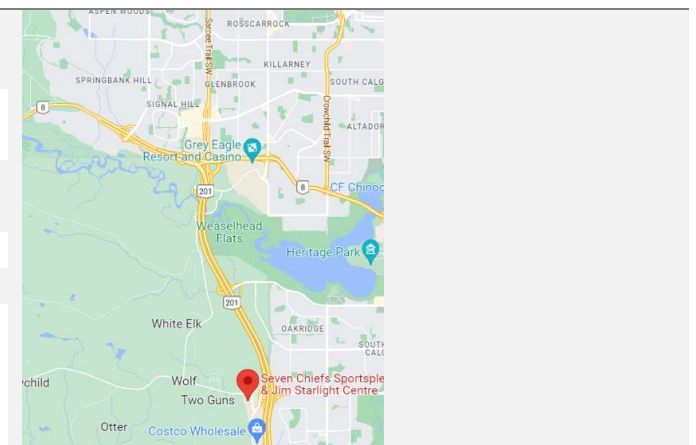 ASPEN WOODS
ROSSCARROCK
Sarcee Trail SW
KILLARNEY
SPRINGBANK HILL
GLENBROOK
SOUTH CALG
SIGNAL HILL
8
Crowchild Trail SW
ALTADOR
Grey Eagle
Resort and Casino
201
8
CF Chinoo
Weaselhead
Flats
Heritage Park
201
White Elk
OAKRIDGE
SOUTH
CALG
rchild
Wolf
Seven Chiefs Sportsple
& Jim Starlight Centre
Two Guns
Otter
Costco Wholesale